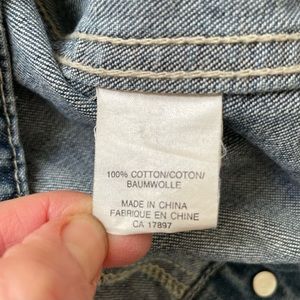 100% COTTON/COTON/
BAUMWOLLE
MADE IN CHINA
FABRIQUE EN CHINE
CA 17897